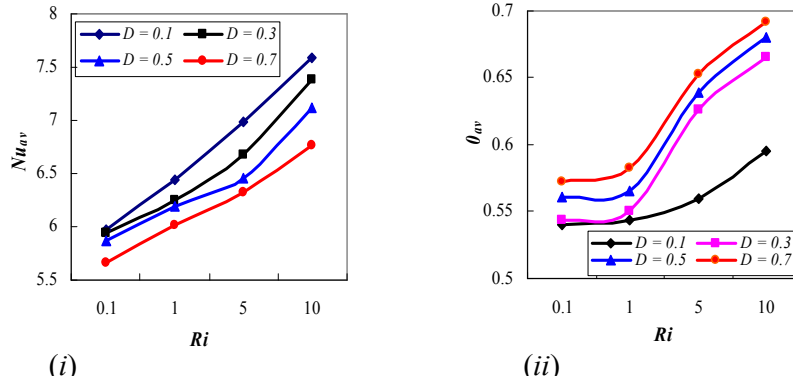 8
7.5
7
6.5
6
5.5
Nu_av
D = 0.1
D = 0.3
D = 0.5
D = 0.7
0.1 1 5 10
Ri
(i)
0.7
0.65
0.6
0.55
0.5
θ_av
D = 0.1
D = 0.3
D = 0.5
D = 0.7
0.1 1 5 10
Ri
(ii)